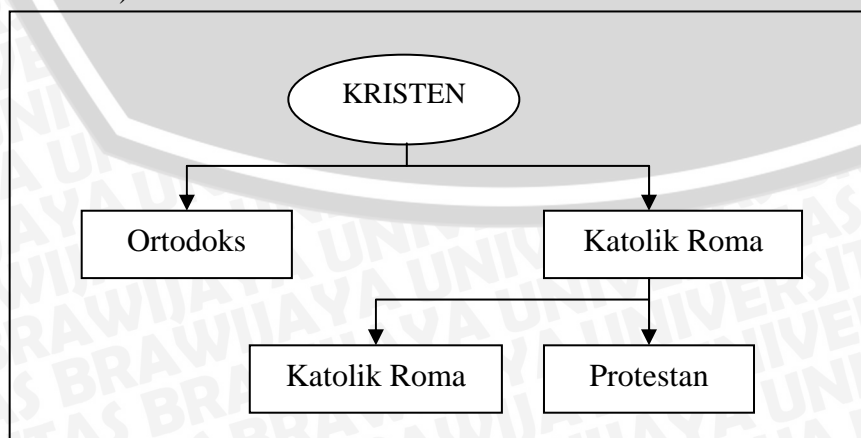 KRISTEN
Ortodoks
Katolik Roma
Katolik Roma
Protestan